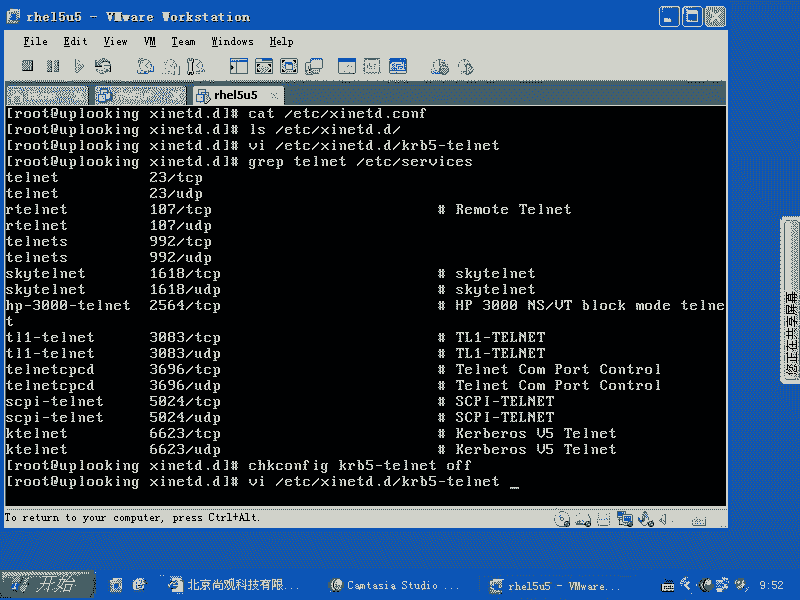 rhel5u5 - VMware Workstation
File Edit View VM Team Windows Help
rhel5u5
[root@uplooking xinetd.d]# cat /etc/xinetd.conf
[root@uplooking xinetd.d]# ls /etc/xinetd.d/
[root@uplooking xinetd.d]# vi /etc/xinetd.d/krb5-telnet
[root@uplooking xinetd.d]# grep telnet /etc/services
telnet 23/tcp
telnet 23/udp
rtelnet 107/tcp # Remote Telnet
rtelnet 107/udp
telnets 992/tcp
telnets 992/udp
skytelnet 1618/tcp # skytelnet
skytelnet 1618/udp # skytelnet
hp-3000-telnet 2564/tcp # HP 3000 NS/VT block mode telne
t
tl1-telnet 3083/tcp # TL1-TELNET
tl1-telnet 3083/udp # TL1-TELNET
telnetcpcd 3696/tcp # Telnet Com Port Control
telnetcpcd 3696/udp # Telnet Com Port Control
scpi-telnet 5024/tcp # SCPI-TELNET
scpi-telnet 5024/udp # SCPI-TELNET
ktelnet 6623/tcp # Kerberos V5 Telnet
ktelnet 6623/udp # Kerberos V5 Telnet
[root@uplooking xinetd.d]# chkconfig krb5-telnet off
[root@uplooking xinetd.d]# vi /etc/xinetd.d/krb5-telnet _
To return to your computer, press Ctrl+Alt.
您正在共享屏幕
开始
北京尚观科技有限...
Camtasia Studio ...
rhel5u5 - VMware...
9:52